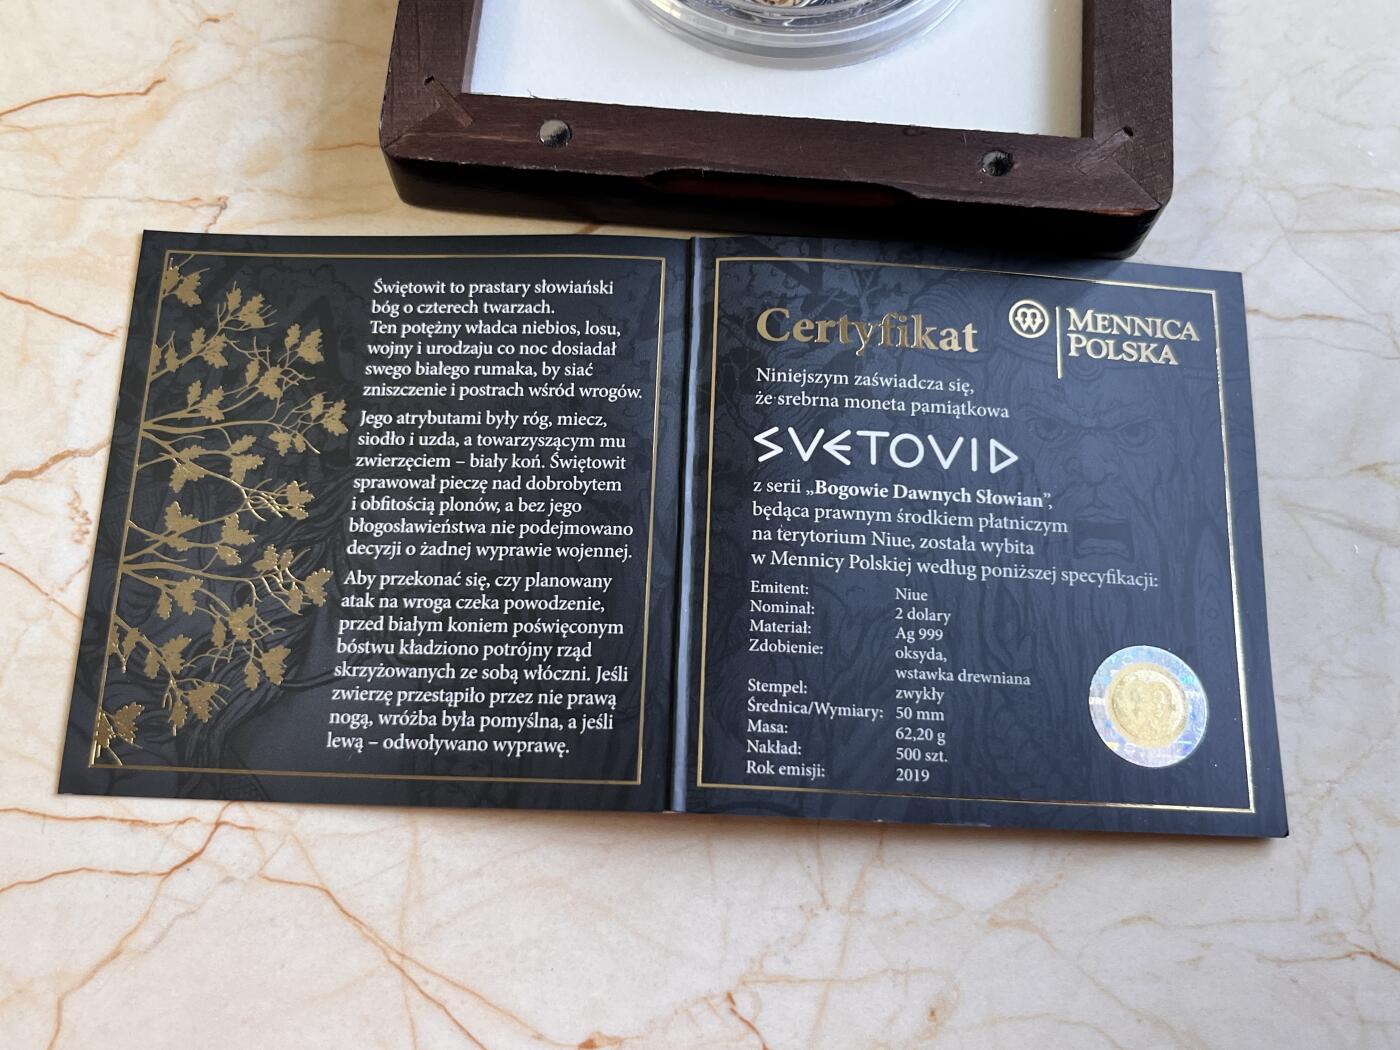 Świętowit to prastary słowiański
bóg o czterech twarzach.
Ten potężny władca niebios, losu,
wojny i urodzaju co noc dosiadał
swego białego rumaka, by siać
zniszczenie i postrach wśród wrogów.
Jego atrybutami były róg, miecz,
siodło i uzda, a towarzyszącym mu
zwierzęciem – biały koń. Świętowit
sprawował pieczę nad dobrobytem
i obfitością plonów, a bez jego
błogosławieństwa nie podejmowano
decyzji o żadnej wyprawie wojennej.
Aby przekonać się, czy planowany
atak na wroga czeka powodzenie,
przed białym koniem poświęconym
bóstwu kładziono potrójny rząd
skrzyżowanych ze sobą włóczni. Jeśli
zwierzę przestąpiło przez nie prawą
nogą, wróżba była pomyślna, a jeśli
lewą – odwoływano wyprawę.
Certyfikat
MENNICA
POLSKA
Niniejszym zaświadcza się,
że srebrna moneta pamiątkowa
SVETOVID
z serii „Bogowie Dawnych Słowian”,
będąca prawnym środkiem płatniczym
na terytorium Niue, została wybita
w Mennicy Polskiej według poniższej specyfikacji:
Emitent: Niue
Nominał: 2 dolary
Materiał: Ag 999
Zdobienie: oksyda,
wstawka drewniana
Stempel: zwykły
Średnica/Wymiary: 50 mm
Masa: 62,20 g
Nakład: 500 szt.
Rok emisji: 2019